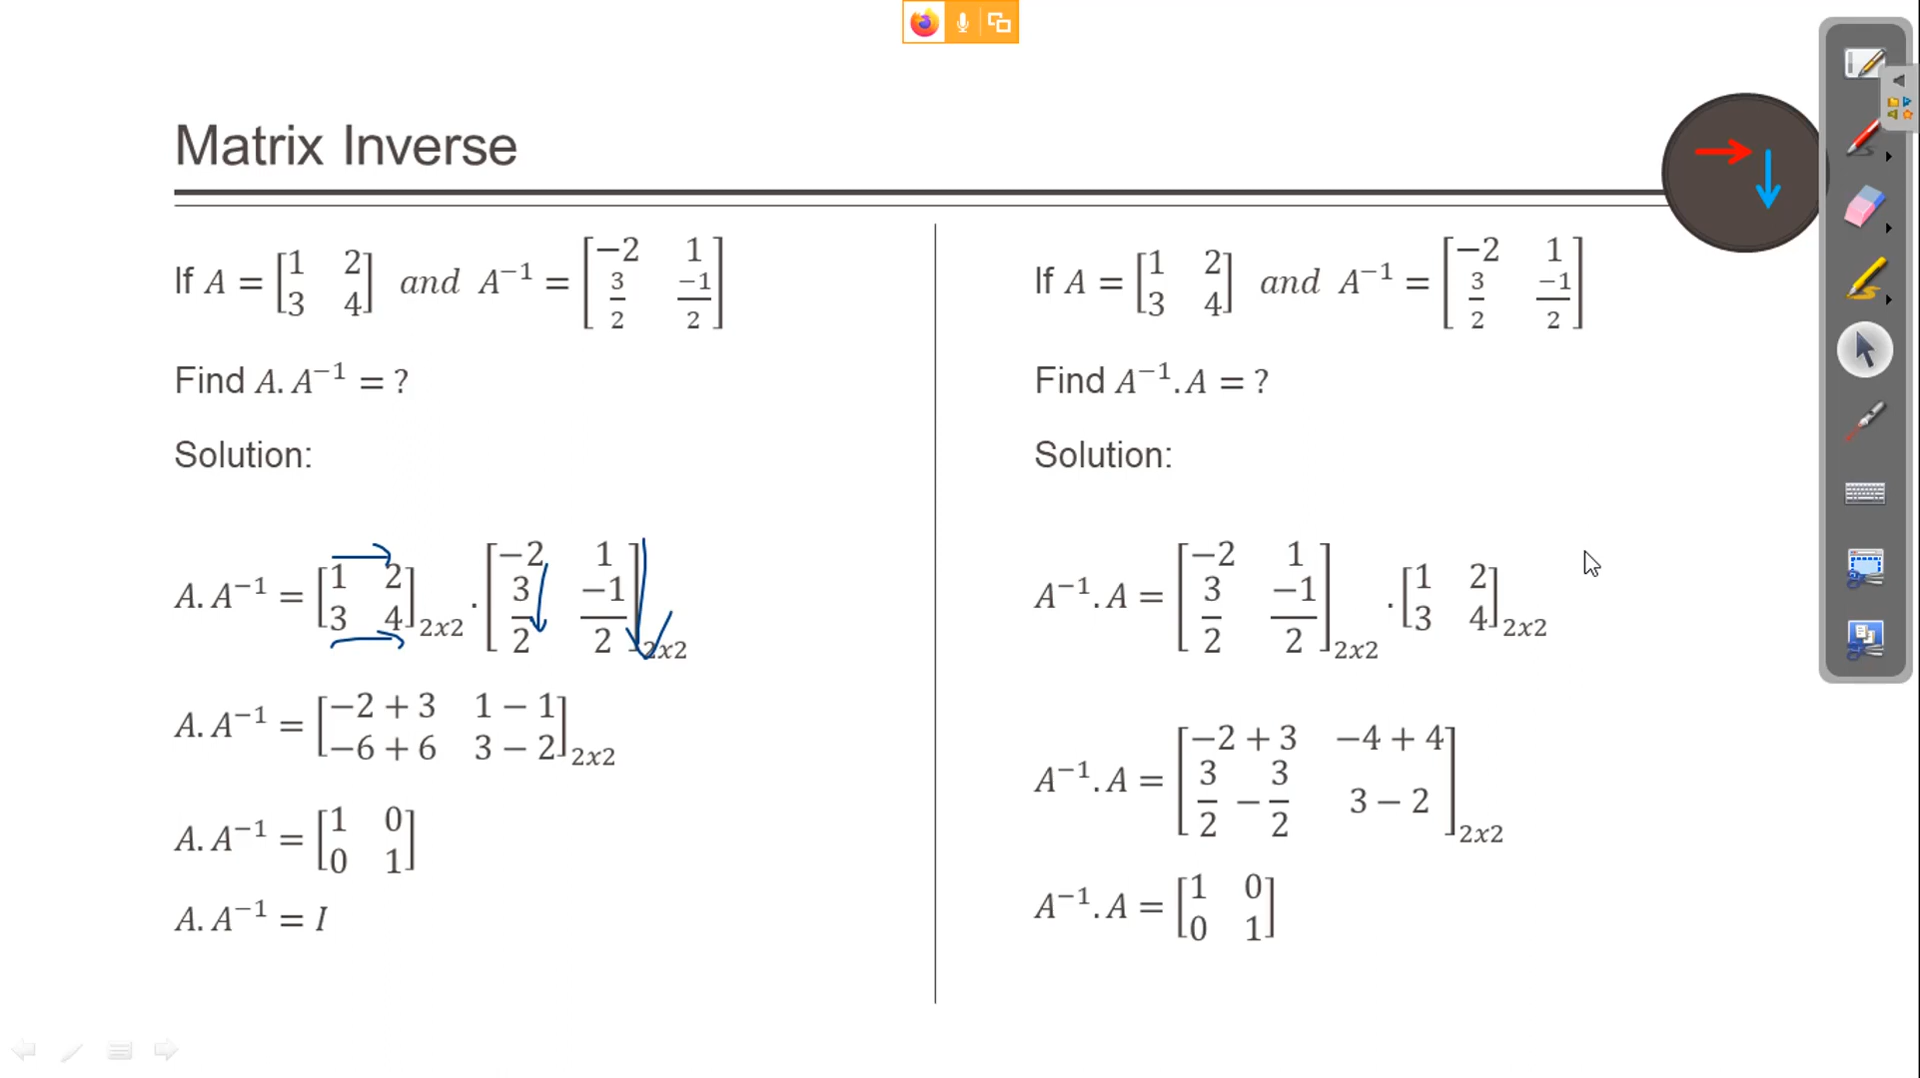 Matrix Inverse
If A = [1 2; 3 4] and A⁻¹ = [−2 1; 3/2 −1/2]
Find A. A⁻¹ = ?
Solution:
A. A⁻¹ = [1 2; 3 4]2x2 . [−2 1; 3/2 −1/2]2x2
A. A⁻¹ = [−2 + 3 1 − 1; −6 + 6 3 − 2]2x2
A. A⁻¹ = [1 0; 0 1]
A. A⁻¹ = I
If A = [1 2; 3 4] and A⁻¹ = [−2 1; 3/2 −1/2]
Find A⁻¹. A = ?
Solution:
A⁻¹. A = [−2 1; 3/2 −1/2]2x2 . [1 2; 3 4]2x2
A⁻¹. A = [−2 + 3 −4 + 4; 3/2 − 3/2 3 − 2]2x2
A⁻¹. A = [1 0; 0 1]